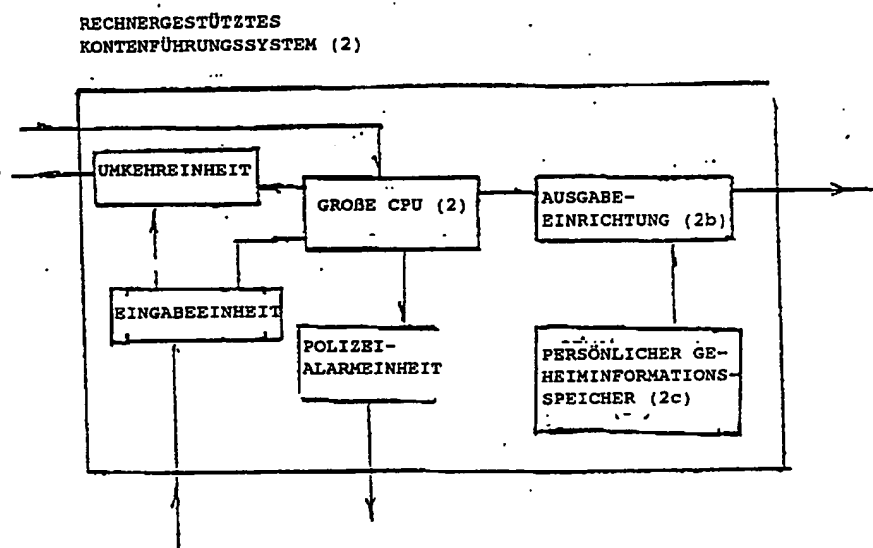 RECHNERGESTÜTZTES
KONTENFÜHRUNGSSYSTEM (2)
UMKEHREINHEIT
GROßE CPU (2)
AUSGABE-
EINRICHTUNG (2b)
EINGABEEINHEIT
POLIZEI-
ALARMEINHEIT
PERSÖNLICHER GE-
HEIMINFORMATIONS-
SPEICHER (2c)